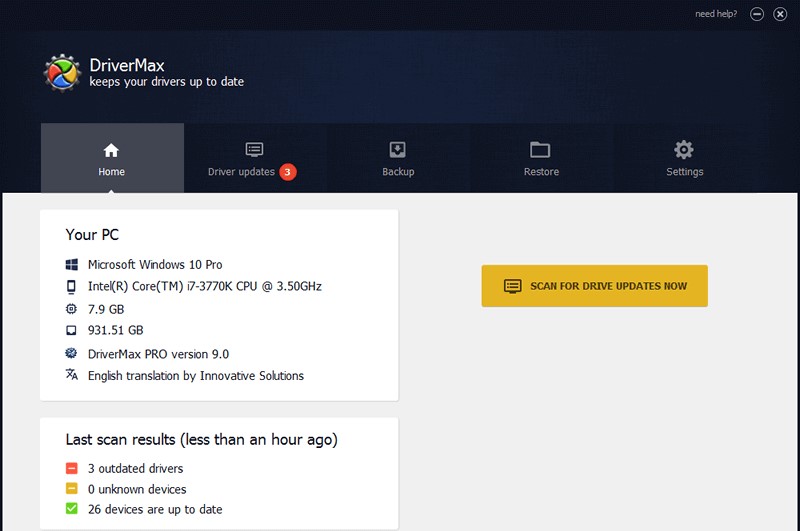 need help?
DriverMax
keeps your drivers up to date
Home
Driver updates 3
Backup
Restore
Settings
Your PC
Microsoft Windows 10 Pro
Intel(R) Core(TM) i7-3770K CPU @ 3.50GHz
7.9 GB
931.51 GB
DriverMax PRO version 9.0
English translation by Innovative Solutions
SCAN FOR DRIVE UPDATES NOW
Last scan results (less than an hour ago)
3 outdated drivers
0 unknown devices
26 devices are up to date